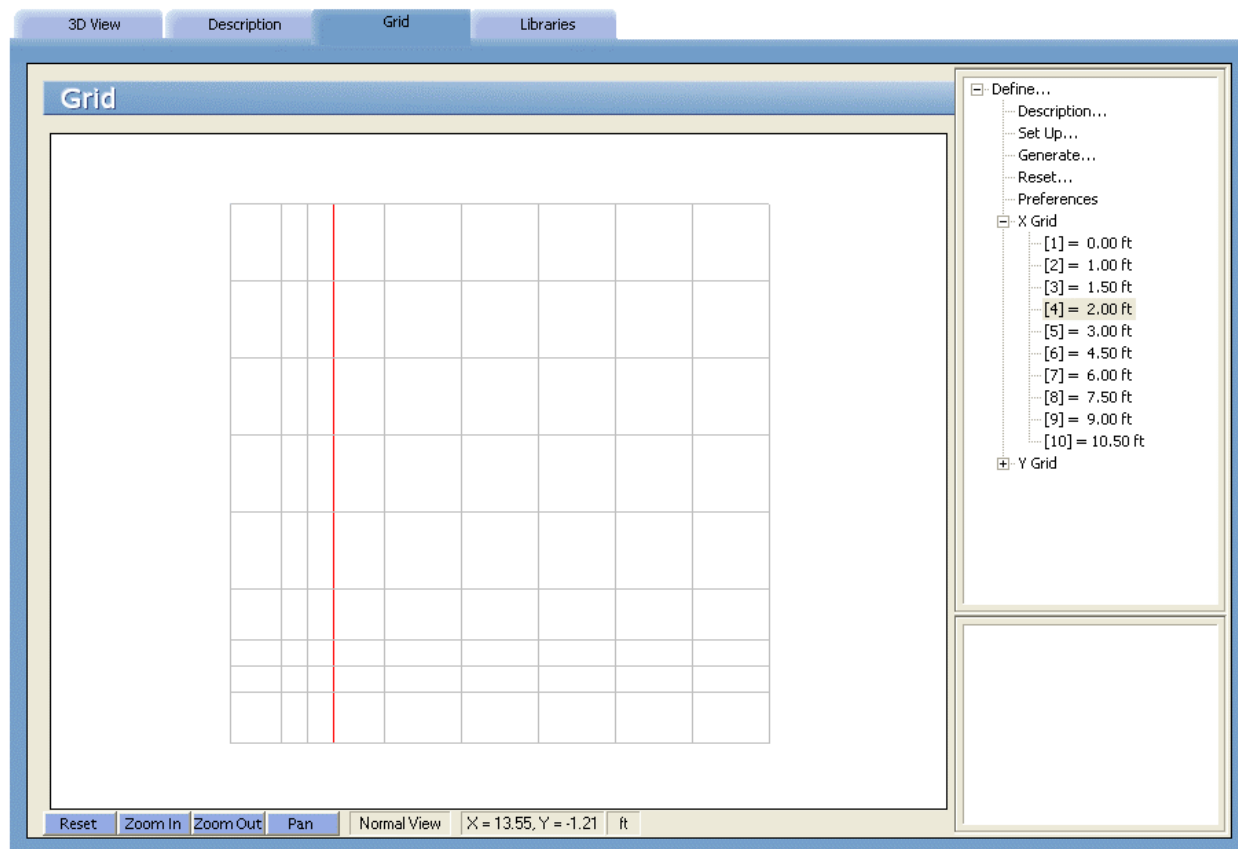 3D View
Description
Grid
Libraries
Grid
Define...
Description...
Set Up...
Generate...
Reset...
Preferences
X Grid
[1] = 0.00 ft
[2] = 1.00 ft
[3] = 1.50 ft
[4] = 2.00 ft
[5] = 3.00 ft
[6] = 4.50 ft
[7] = 6.00 ft
[8] = 7.50 ft
[9] = 9.00 ft
[10] = 10.50 ft
Y Grid
Reset
Zoom In
Zoom Out
Pan
Normal View
X = 13.55, Y = -1.21
ft